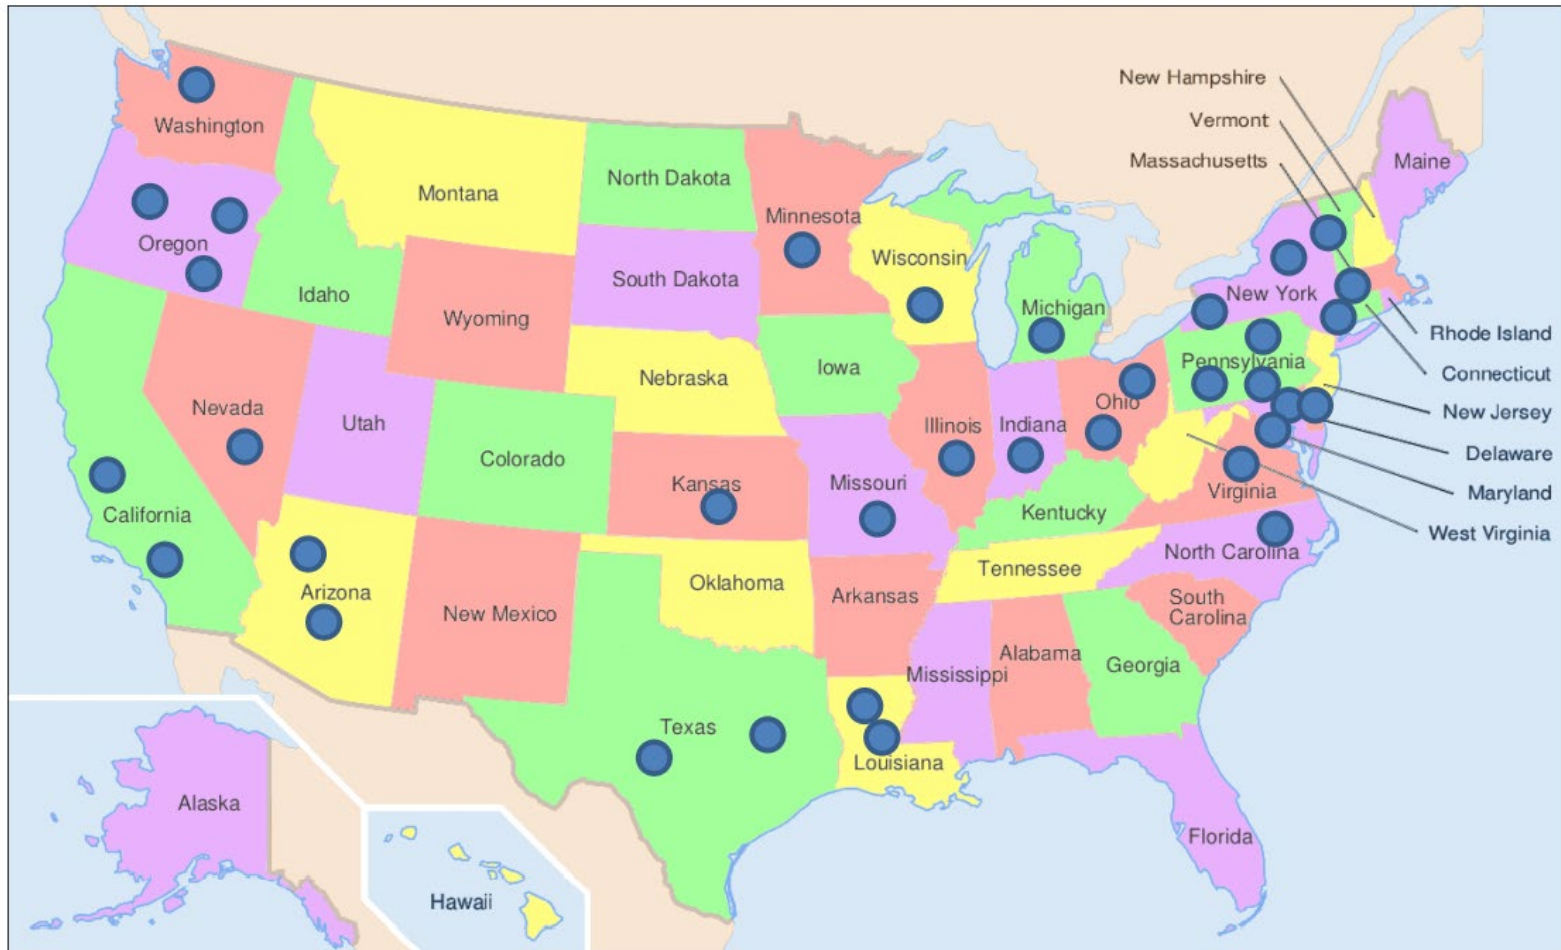 New Hampshire
Vermont
Washington
Massachusetts
Maine
North Dakota
Montana
Minnesota
Oregon
Wisconsin
South Dakota
Idaho
New York
Michigan
Wyoming
Rhode Island
Pennsylvania
Iowa
Connecticut
Nebraska
Ohio
Nevada
New Jersey
Utah
Illinois
Indiana
Delaware
Colorado
Kansas
Missouri
Virginia
Maryland
California
Kentucky
West Virginia
North Carolina
Tennessee
Oklahoma
Arizona
Arkansas
South
Carolina
New Mexico
Alabama
Georgia
Mississippi
Texas
Louisiana
Alaska
Florida
Hawaii